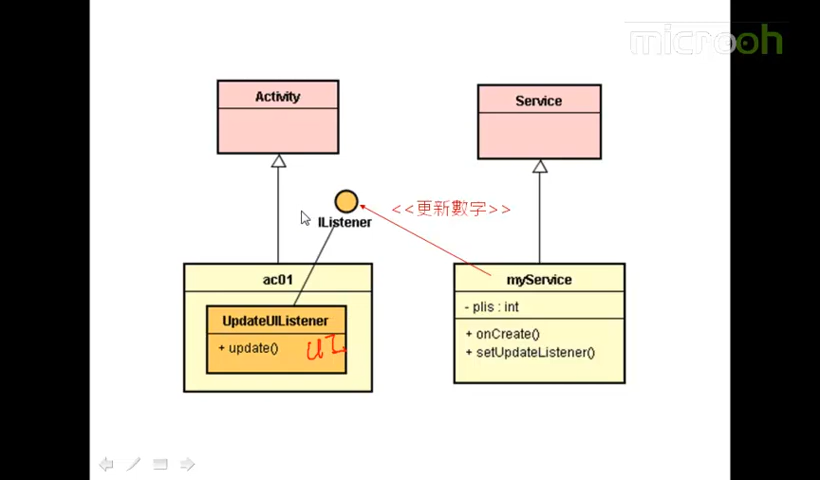 microoh
Activity
Service
<<更新數字>>
IListener
ac01
UpdateUIListener
+ update()
UI
myService
- plis : int
+ onCreate()
+ setUpdateListener()